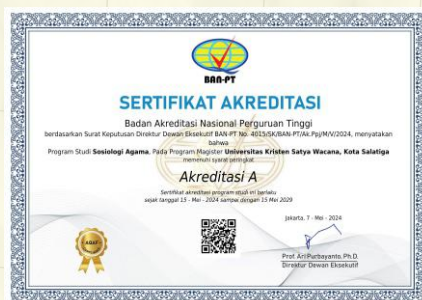 BAN-PT
SERTIFIKAT AKREDITASI
Badan Akreditasi Nasional Perguruan Tinggi
berdasarkan Surat Keputusan Direktur Dewan Eksekutif BAN-PT No. 4015/SK/BAN-PT/Ak.Ppj/M/V/2024, menyatakan
bahwa
Program Studi Sosiologi Agama, Pada Program Magister Universitas Kristen Satya Wacana, Kota Salatiga
memenuhi syarat peringkat
Akreditasi A
Sertifikat akreditasi program studi ini berlaku
sejak tanggal 15 - Mei - 2024 sampai dengan 15 Mei 2029
Jakarta, 7 - Mei - 2024
Prof. Ari Purbayanto, Ph.D.
Direktur Dewan Eksekutif